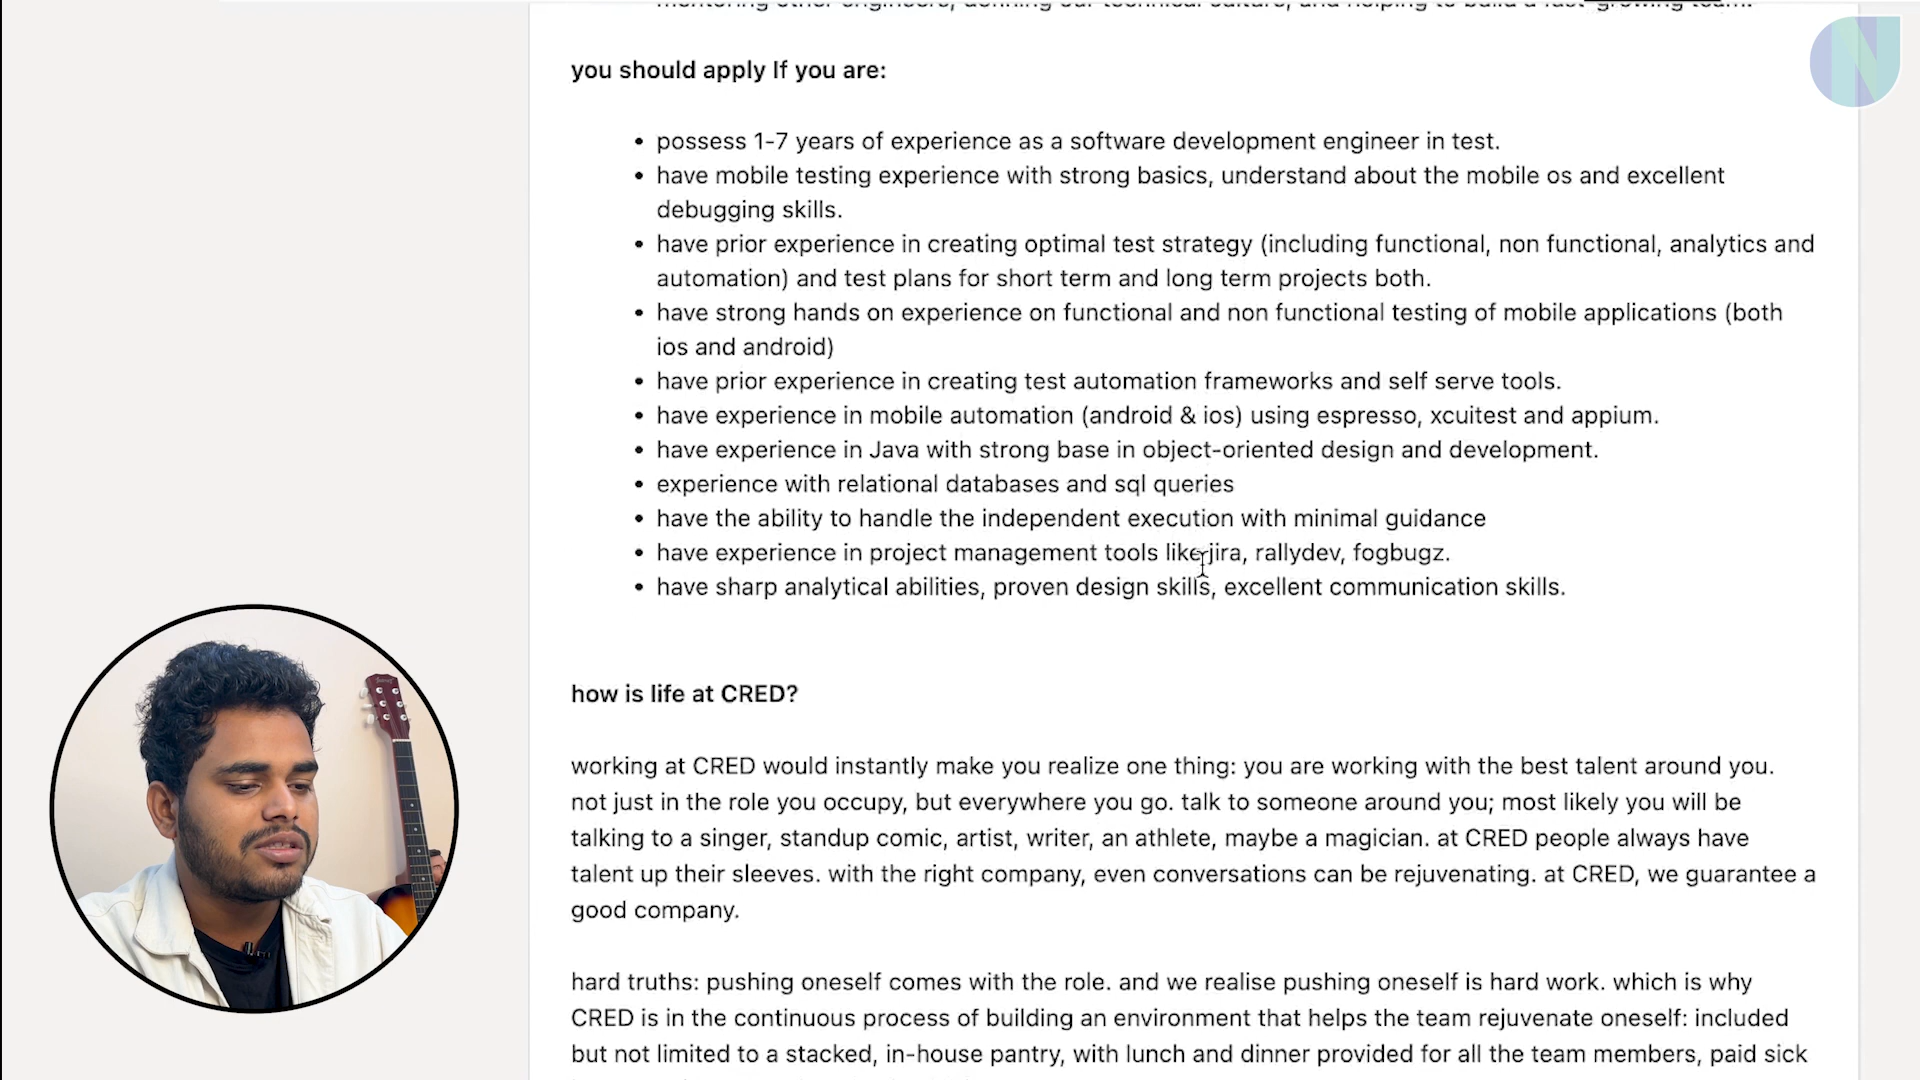 mentoring other engineers, defining our technical culture, and helping to build a fast-growing team.
you should apply If you are:
• possess 1-7 years of experience as a software development engineer in test.
• have mobile testing experience with strong basics, understand about the mobile os and excellent
debugging skills.
• have prior experience in creating optimal test strategy (including functional, non functional, analytics and
automation) and test plans for short term and long term projects both.
• have strong hands on experience on functional and non functional testing of mobile applications (both
ios and android)
• have prior experience in creating test automation frameworks and self serve tools.
• have experience in mobile automation (android & ios) using espresso, xcuitest and appium.
• have experience in Java with strong base in object-oriented design and development.
• experience with relational databases and sql queries
• have the ability to handle the independent execution with minimal guidance
• have experience in project management tools like jira, rallydev, fogbugz.
• have sharp analytical abilities, proven design skills, excellent communication skills.
how is life at CRED?
working at CRED would instantly make you realize one thing: you are working with the best talent around you.
not just in the role you occupy, but everywhere you go. talk to someone around you; most likely you will be
talking to a singer, standup comic, artist, writer, an athlete, maybe a magician. at CRED people always have
talent up their sleeves. with the right company, even conversations can be rejuvenating. at CRED, we guarantee a
good company.
hard truths: pushing oneself comes with the role. and we realise pushing oneself is hard work. which is why
CRED is in the continuous process of building an environment that helps the team rejuvenate oneself: included
but not limited to a stacked, in-house pantry, with lunch and dinner provided for all the team members, paid sick